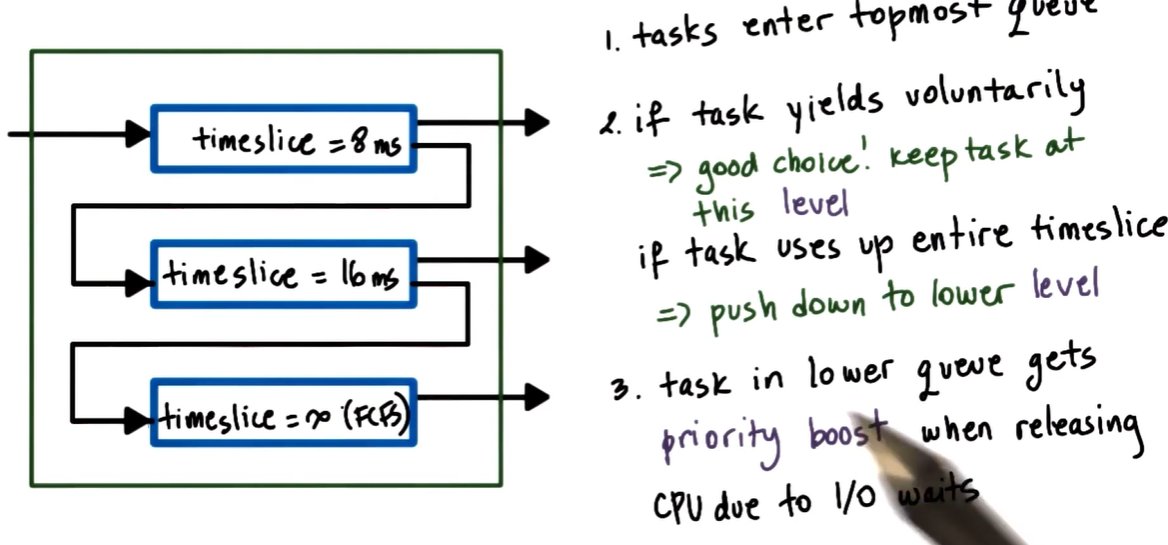 timeslice = 8 ms
timeslice = 16 ms
timeslice = ∞ (FCFS)
1. tasks enter topmost queue
2. if task yields voluntarily
=> good choice! keep task at
this level
if task uses up entire timeslice
=> push down to lower level
3. task in lower queue gets
priority boost when releasing
CPU due to I/O waits